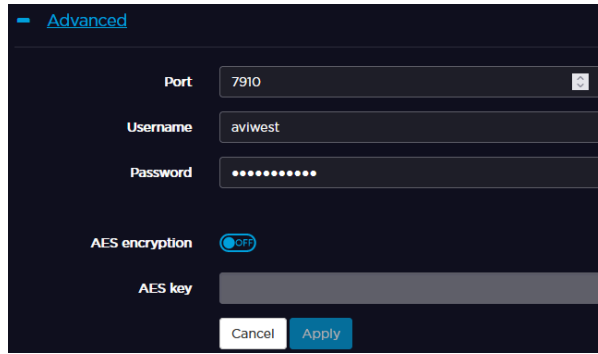 Advanced
Port 7910
Username aviwest
Password •••••••••••
AES encryption OFF
AES key
Cancel Apply